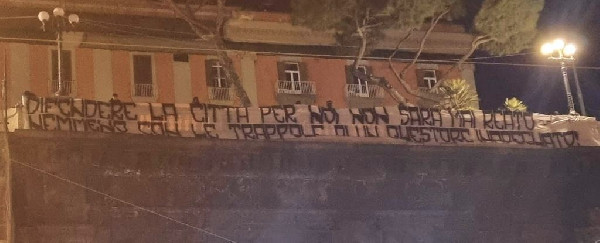 DIFENDERE LA CITTÀ PER NOI NON SARÀ MAI REATO
NEMMENO CON LE TRAPPOLE DI UN QUESTORE